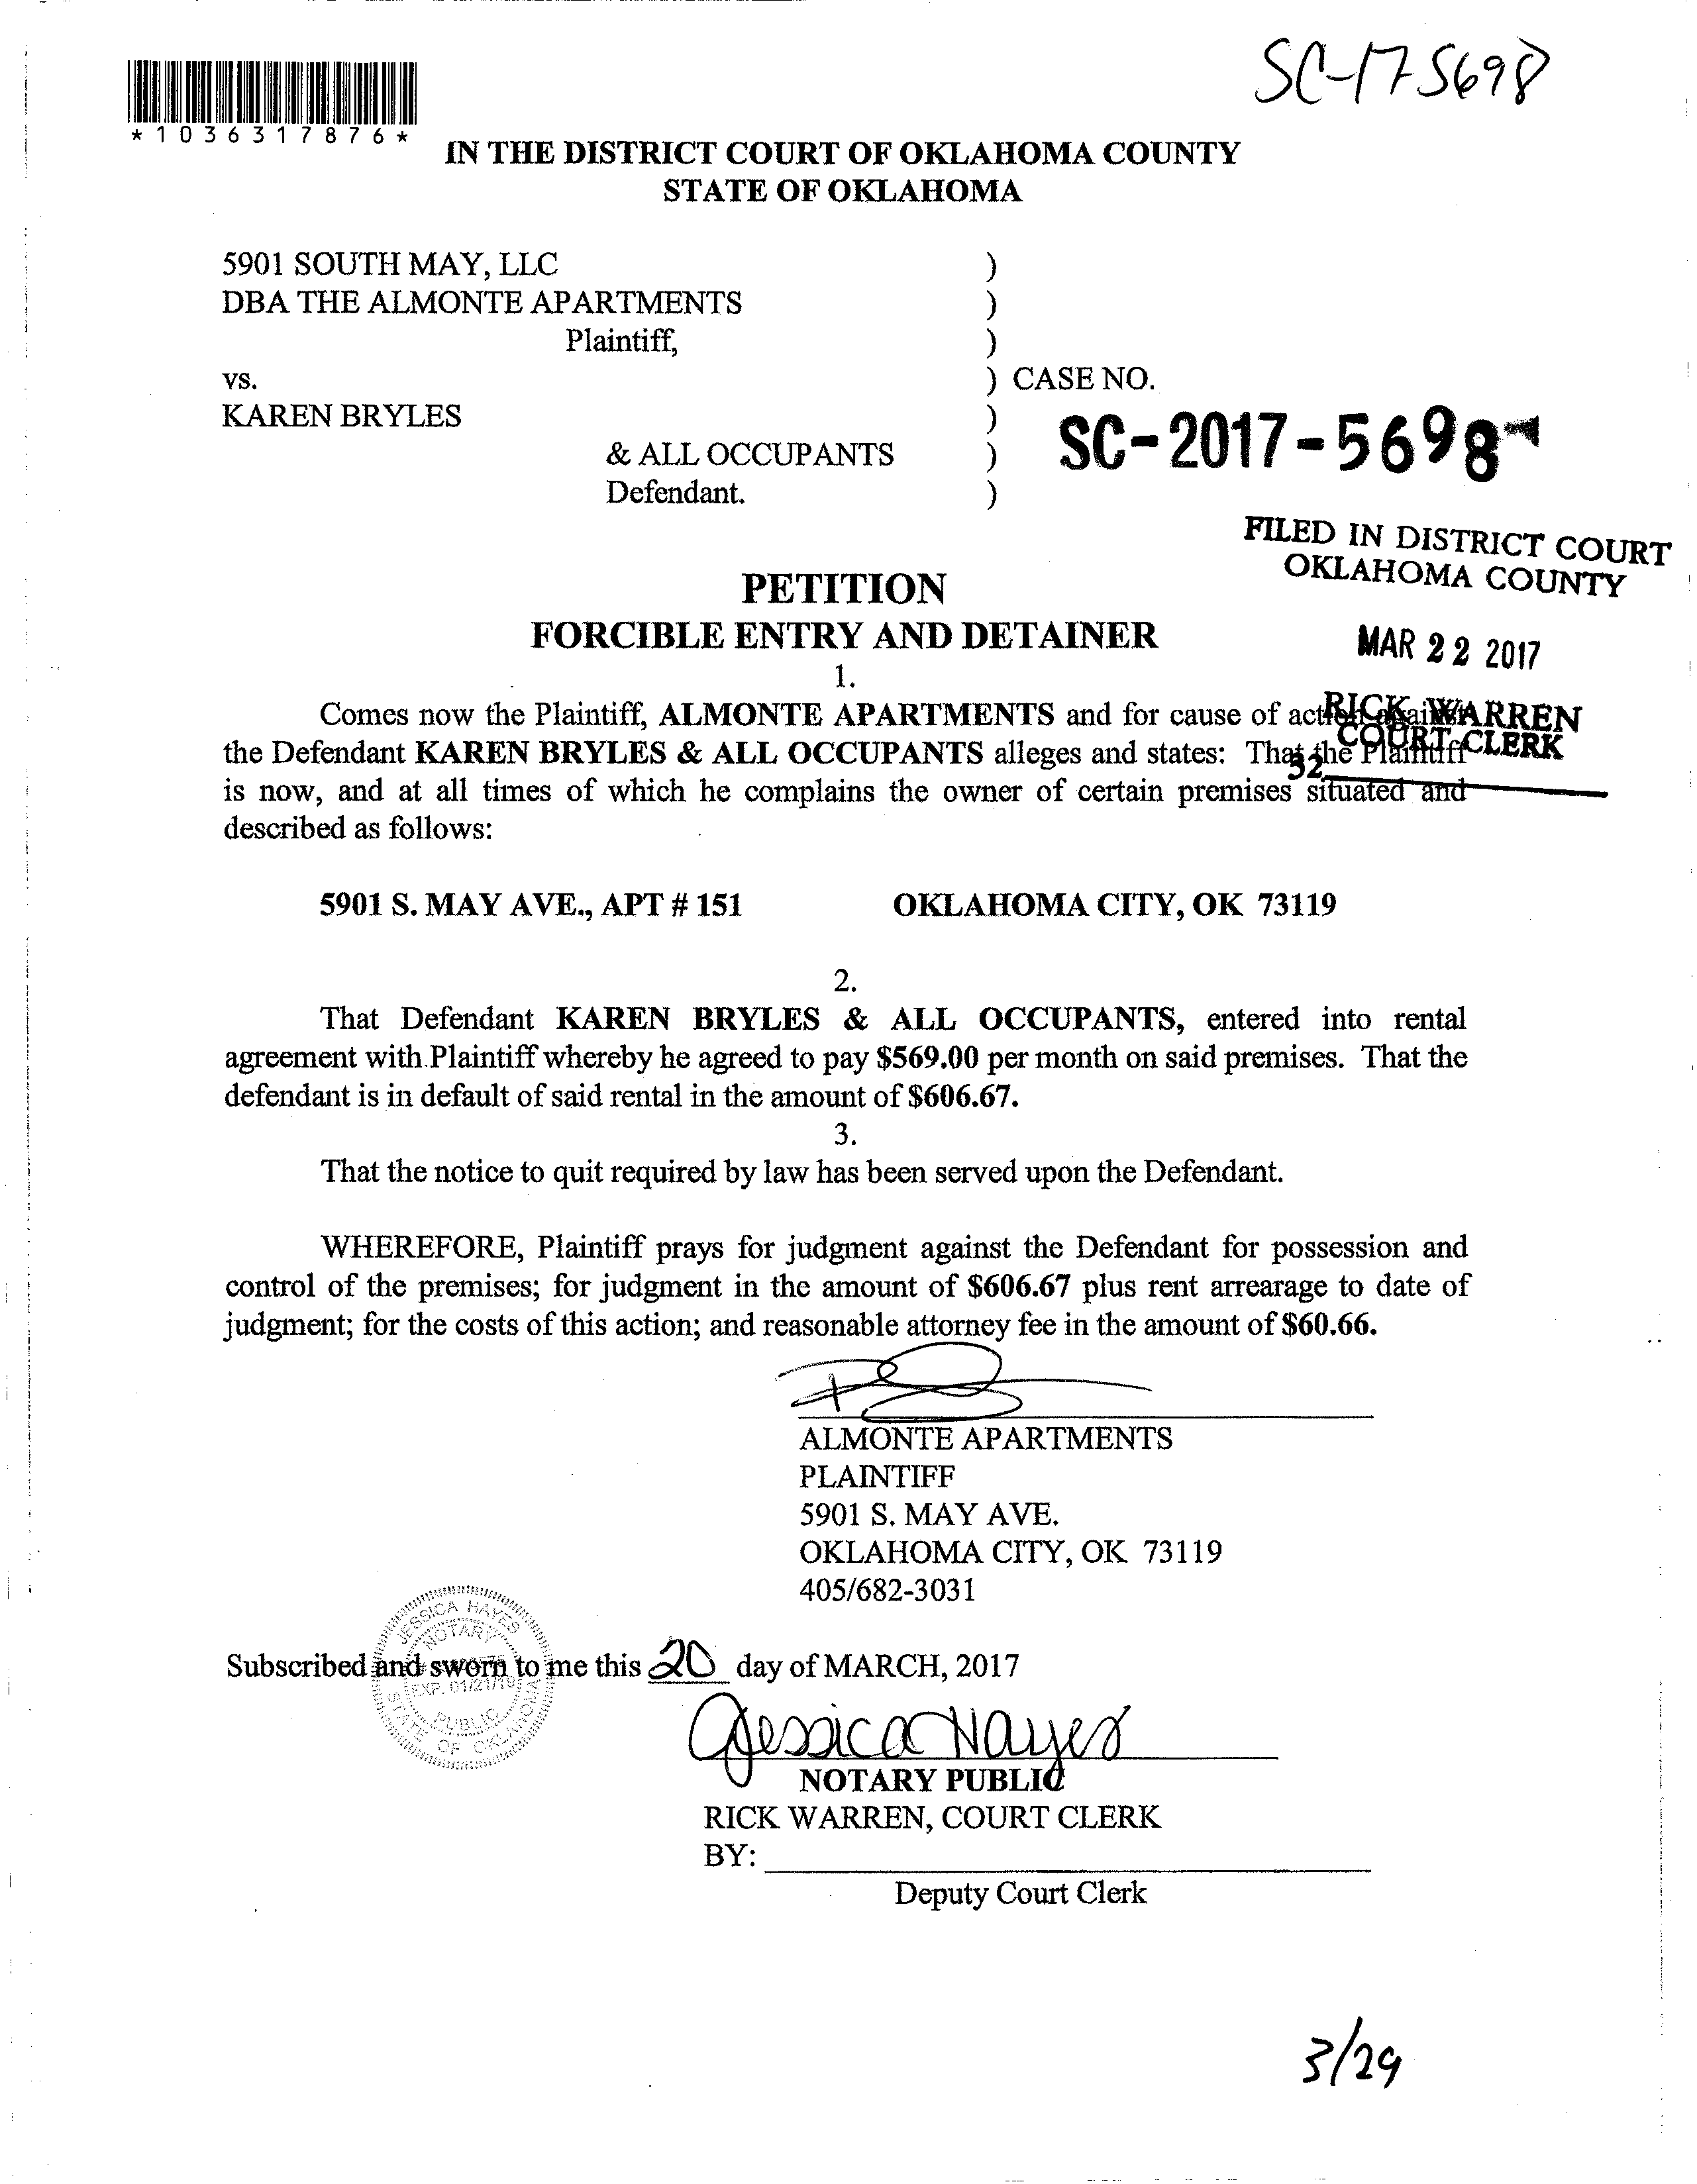 SC-17-5698
*1036317876*
IN THE DISTRICT COURT OF OKLAHOMA COUNTY
STATE OF OKLAHOMA
5901 SOUTH MAY, LLC )
DBA THE ALMONTE APARTMENTS )
Plaintiff, )
vs. ) CASE NO.
KAREN BRYLES )
& ALL OCCUPANTS ) SC-2017-5698
Defendant. )
FILED IN DISTRICT COURT
OKLAHOMA COUNTY
MAR 22 2017
RICK WARREN
COURT CLERK
32
PETITION
FORCIBLE ENTRY AND DETAINER
1.
Comes now the Plaintiff, ALMONTE APARTMENTS and for cause of action against
the Defendant KAREN BRYLES & ALL OCCUPANTS alleges and states: That the Plaintiff
is now, and at all times of which he complains the owner of certain premises situated and
described as follows:
5901 S. MAY AVE., APT # 151 OKLAHOMA CITY, OK 73119
2.
That Defendant KAREN BRYLES & ALL OCCUPANTS, entered into rental
agreement with Plaintiff whereby he agreed to pay $569.00 per month on said premises. That the
defendant is in default of said rental in the amount of $606.67.
3.
That the notice to quit required by law has been served upon the Defendant.
WHEREFORE, Plaintiff prays for judgment against the Defendant for possession and
control of the premises; for judgment in the amount of $606.67 plus rent arrearage to date of
judgment; for the costs of this action; and reasonable attorney fee in the amount of $60.66.
ALMONTE APARTMENTS
PLAINTIFF
5901 S. MAY AVE.
OKLAHOMA CITY, OK 73119
405/682-3031
JESSICA HAYES
NOTARY
EXP. 01/21/19
PUBLIC
STATE OF OKLAHOMA
Subscribed and sworn to me this 20 day of MARCH, 2017
Jessica Hayes
NOTARY PUBLIC
RICK WARREN, COURT CLERK
BY:
Deputy Court Clerk
3/29